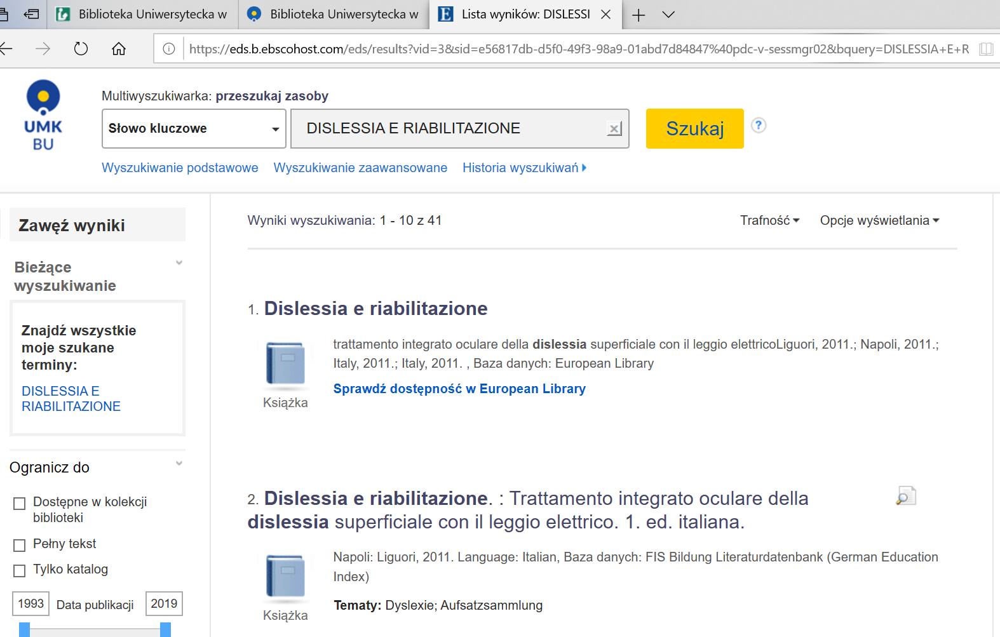 Biblioteka Uniwersytecka w
Biblioteka Uniwersytecka w
Lista wyników: DISLESSI
https://eds.b.ebscohost.com/eds/results?vid=3&sid=e56817db-d5f0-49f3-98a9-01abd7d84847%40pdc-v-sessmgr02&bquery=DISLESSIA+E+R
UMK
BU
Multiwyszukiwarka: przeszukaj zasoby
Słowo kluczowe
DISLESSIA E RIABILITAZIONE
Szukaj
?
Wyszukiwanie podstawowe Wyszukiwanie zaawansowane Historia wyszukiwań
Zawęź wyniki
Bieżące
wyszukiwanie
Znajdź wszystkie
moje szukane
terminy:
DISLESSIA E
RIABILITAZIONE
Ogranicz do
Dostępne w kolekcji
biblioteki
Pełny tekst
Tylko katalog
1993 Data publikacji 2019
Wyniki wyszukiwania: 1 - 10 z 41
Trafność Opcje wyświetlania
1. Dislessia e riabilitazione
trattamento integrato oculare della dislessia superficiale con il leggio elettricoLiguori, 2011.; Napoli, 2011.;
Italy, 2011.; Italy, 2011. , Baza danych: European Library
Sprawdź dostępność w European Library
Książka
2. Dislessia e riabilitazione. : Trattamento integrato oculare della
dislessia superficiale con il leggio elettrico. 1. ed. italiana.
Napoli: Liguori, 2011. Language: Italian, Baza danych: FIS Bildung Literaturdatenbank (German Education
Index)
Tematy: Dyslexie; Aufsatzsammlung
Książka